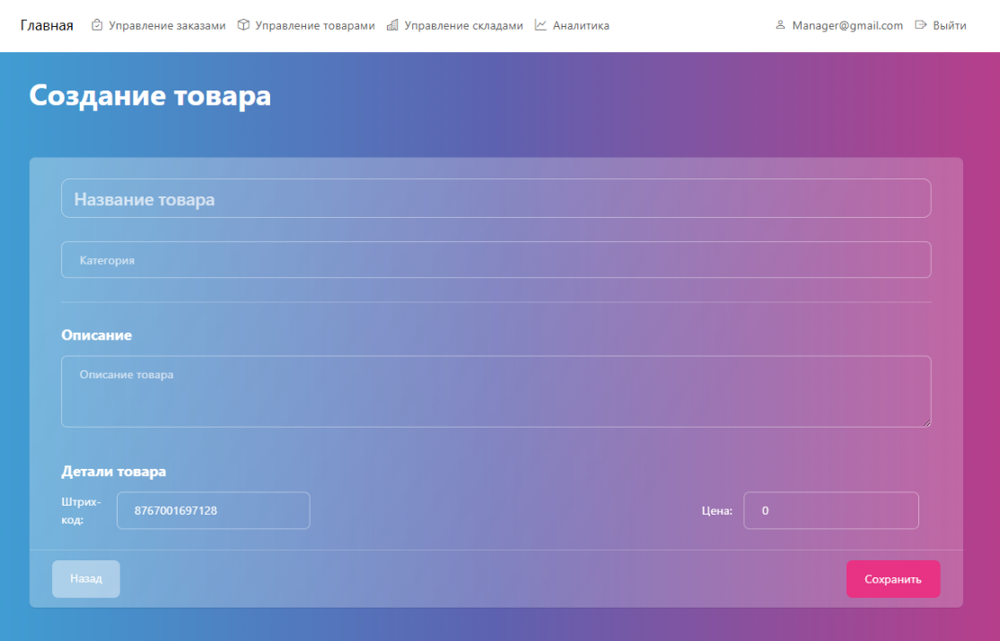 Главная Управление заказами Управление товарами Управление складами Аналитика Manager@gmail.com Выйти
Создание товара
Название товара
Категория
Описание
Описание товара
Детали товара
Штрих-
код: 8767001697128 Цена: 0
Назад Сохранить